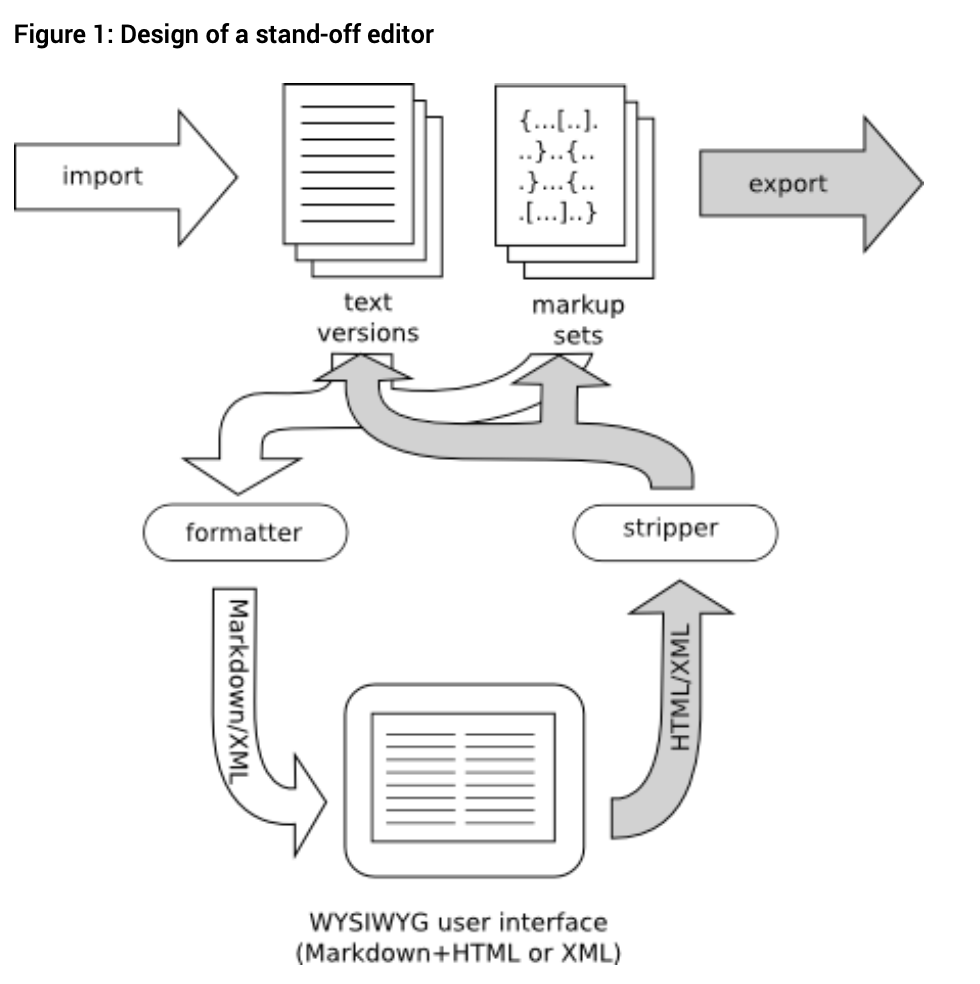 Figure 1: Design of a stand-off editor
import
{...[..].
..}..{..
.}...{..
.[...]..}
export
text
versions
markup
sets
formatter
stripper
Markdown/XML
HTML/XML
WYSIWYG user interface
(Markdown+HTML or XML)